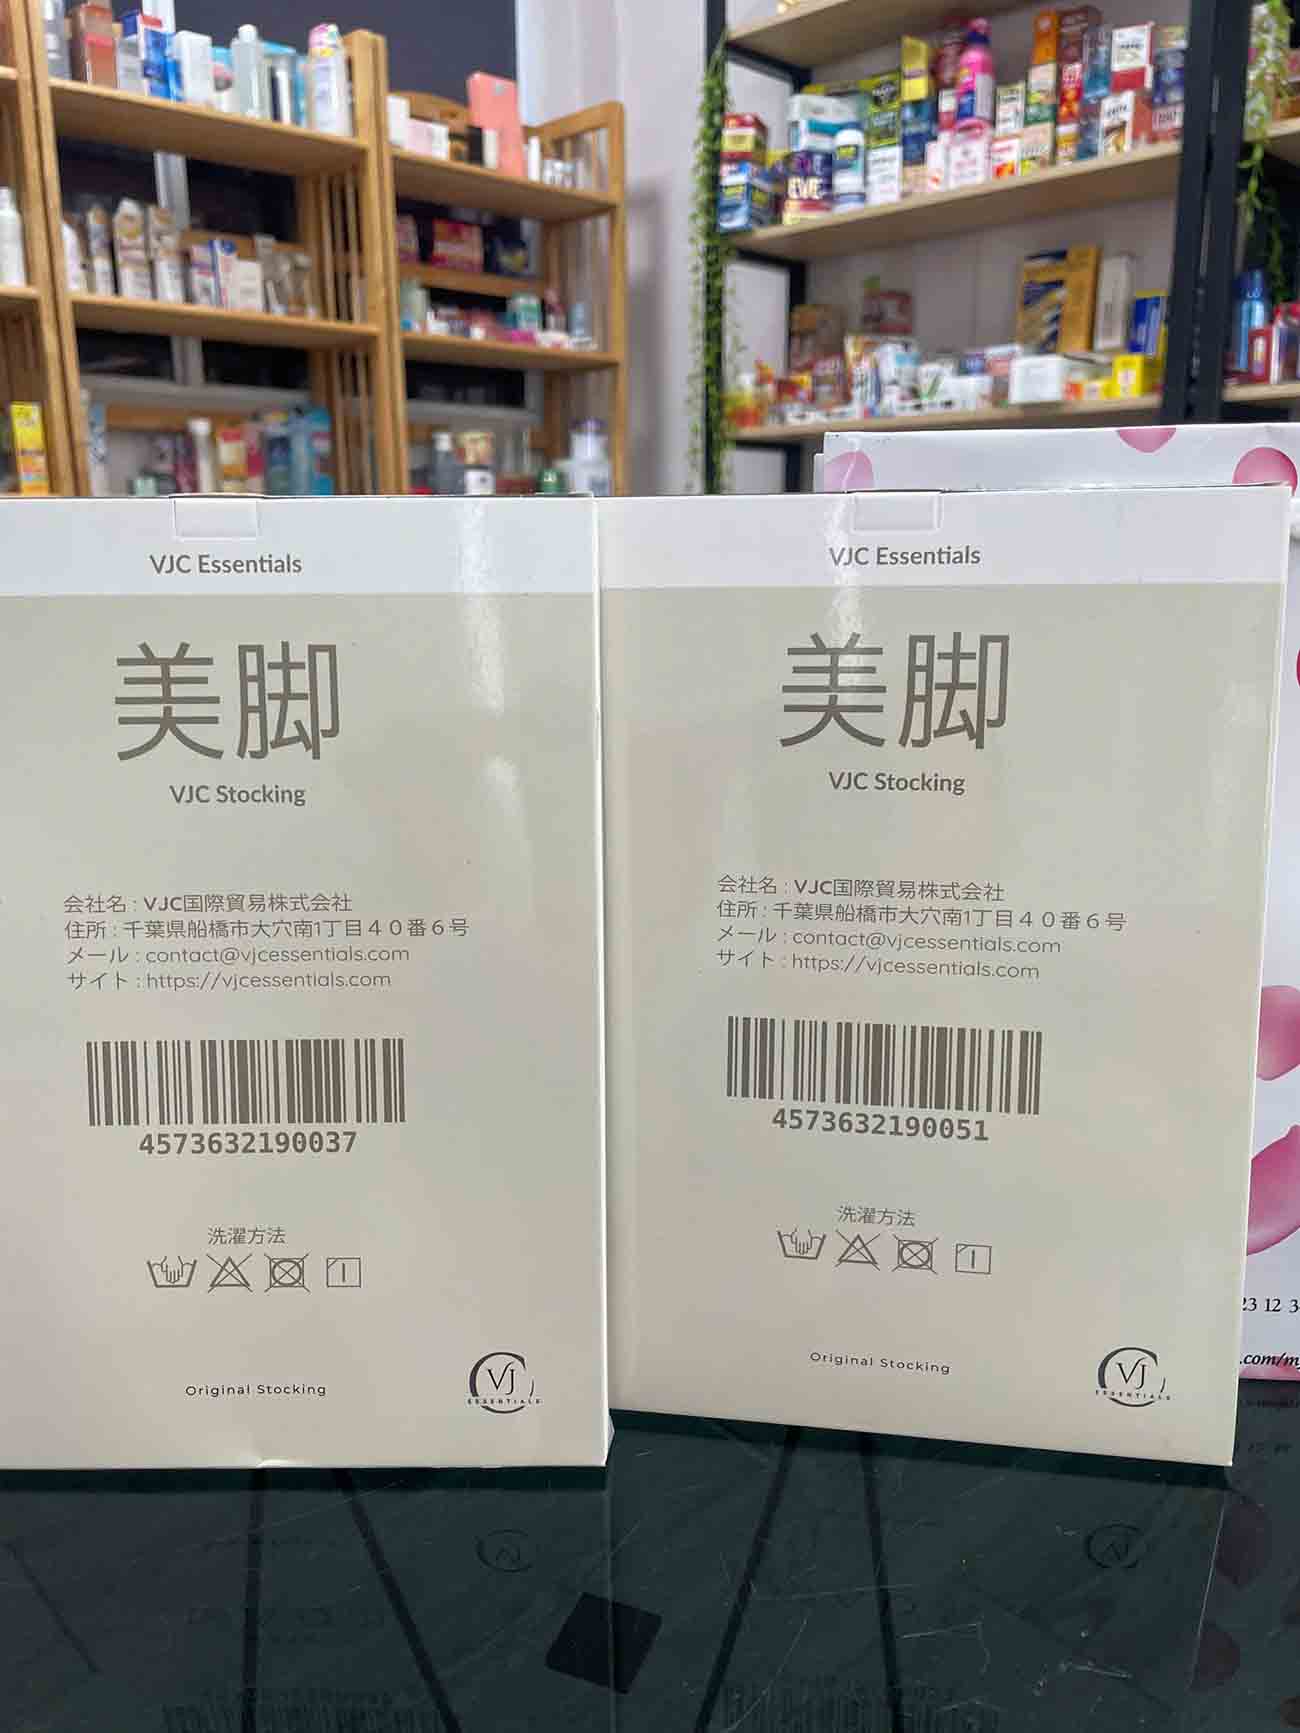 VJC Essentials
美脚
VJC Stocking
会社名 : VJC国際貿易株式会社
住所 : 千葉県船橋市大穴南1丁目４０番６号
メール : contact@vjcessentials.com
サイト : https://vjcessentials.com
4573632190037
洗濯方法
Original Stocking
VJ
ESSENTIALS
VJC Essentials
美脚
VJC Stocking
会社名 : VJC国際貿易株式会社
住所 : 千葉県船橋市大穴南1丁目４０番６号
メール : contact@vjcessentials.com
サイト : https://vjcessentials.com
4573632190051
洗濯方法
Original Stocking
VJ
ESSENTIALS
23 12 3
.com/m